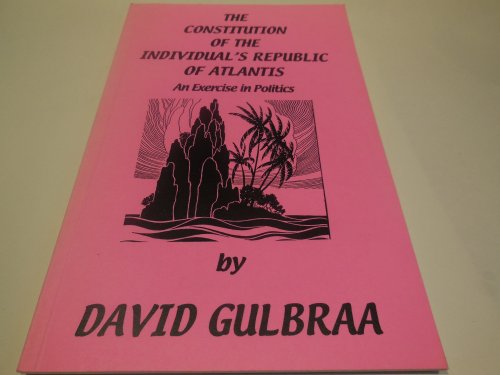 THE
CONSTITUTION
OF THE
INDIVIDUAL'S REPUBLIC
OF ATLANTIS
An Exercise in Politics
by
DAVID GULBRAA